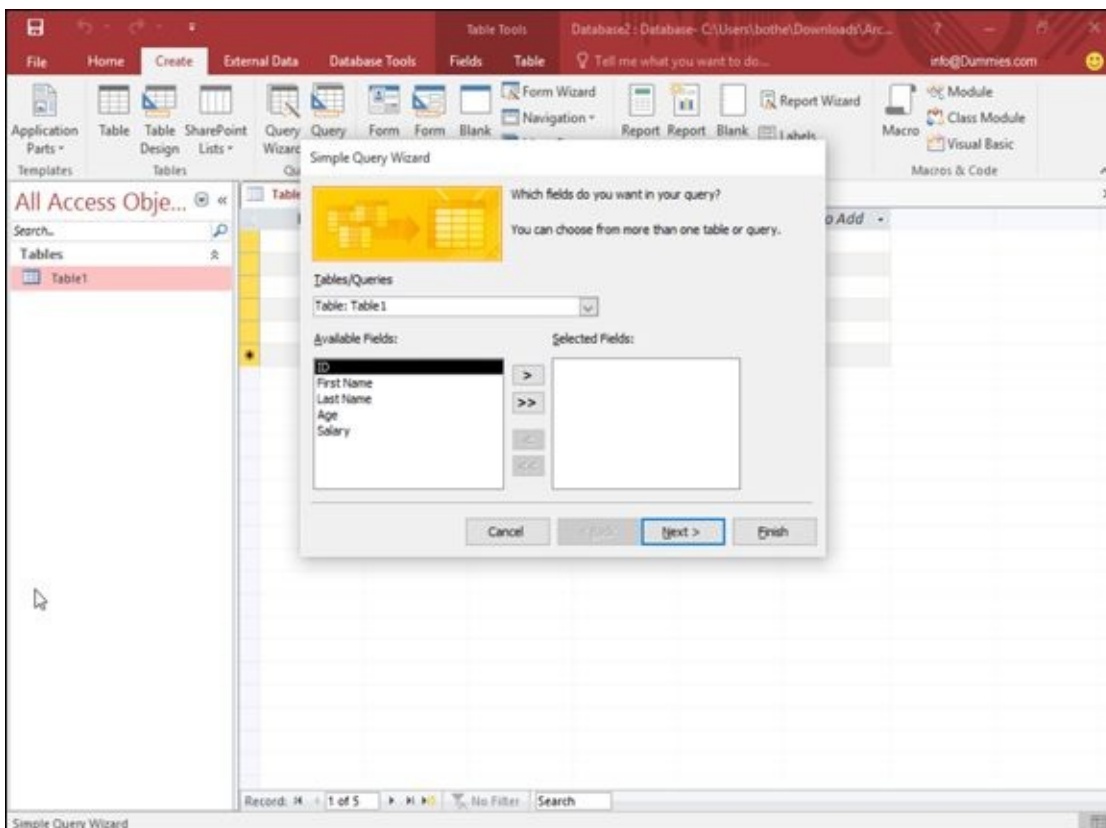 Table Tools
Database2 : Database- C:\Users\bothe\Downloads\Arc...
?
File
Home
Create
External Data
Database Tools
Fields
Table
Tell me what you want to do...
info@Dummies.com
Application
Parts
Table
Table
Design
SharePoint
Lists
Query
Query
Form
Form
Blank
Form Wizard
Navigation
Report
Report
Blank
Report Wizard
Labels
Macro
Module
Class Module
Visual Basic
Templates
Tables
Macros & Code
Simple Query Wizard
All Access Obje...
Search..
Tables
Table1
Which fields do you want in your query?
You can choose from more than one table or query.
Tables/Queries
Table: Table1
Available Fields:
Selected Fields:
ID
First Name
Last Name
Age
Salary
>
>>
<
<<
Cancel
< Back
Next >
Finish
Record:
1 of 5
No Filter
Search
Simple Query Wizard